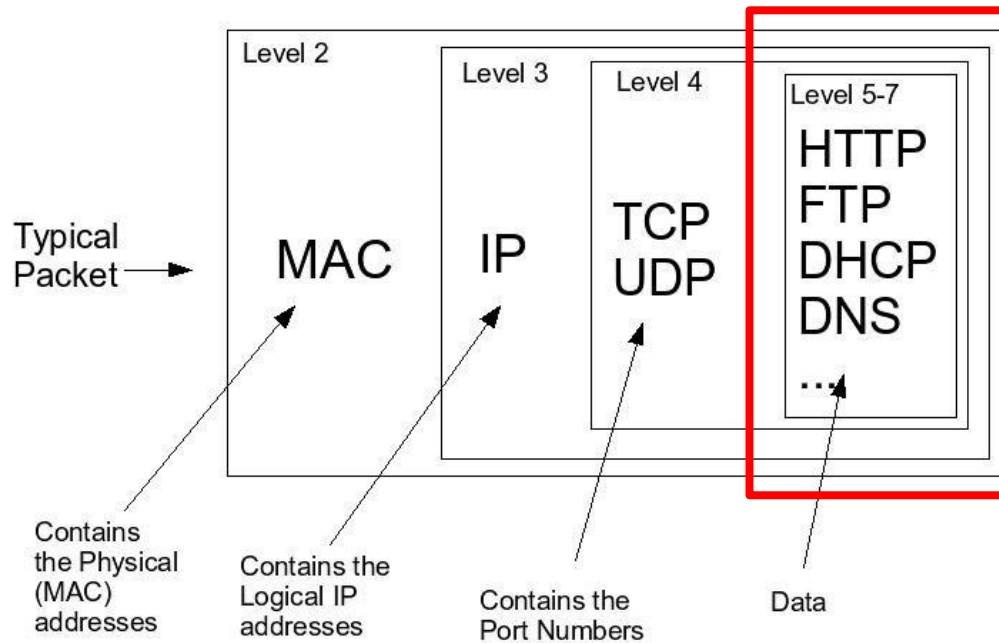 Level 2
Level 3
Level 4
Level 5-7
HTTP
FTP
DHCP
DNS
...
TCP
UDP
IP
MAC
Typical
Packet
Contains
the Physical
(MAC)
addresses
Contains the
Logical IP
addresses
Contains the
Port Numbers
Data